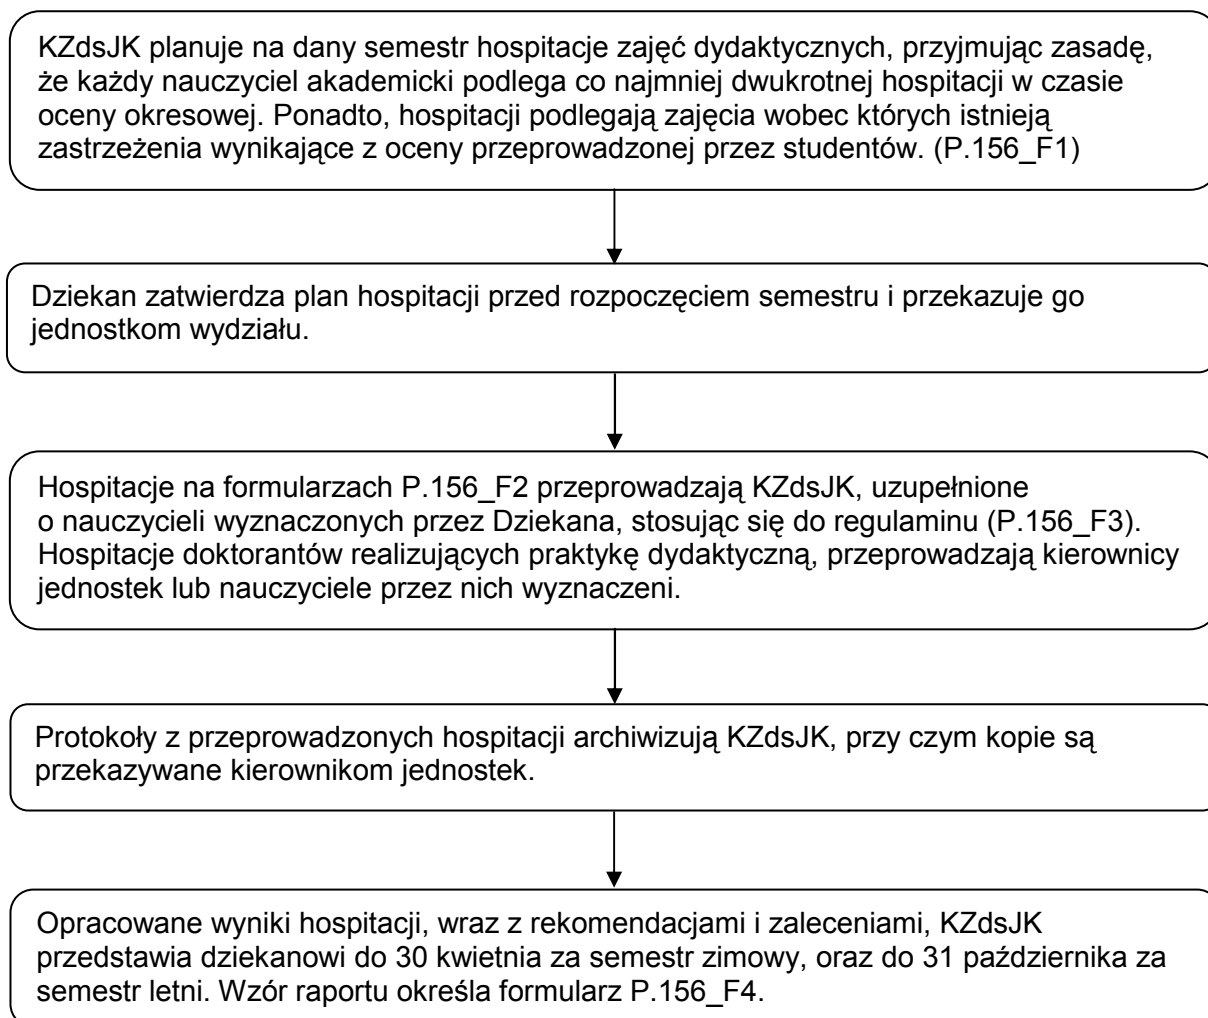 KZdsJK planuje na dany semestr hospitacje zajęć dydaktycznych, przyjmując zasadę,
że każdy nauczyciel akademicki podlega co najmniej dwukrotnej hospitacji w czasie
oceny okresowej. Ponadto, hospitacji podlegają zajęcia wobec których istnieją
zastrzeżenia wynikające z oceny przeprowadzonej przez studentów. (P.156_F1)
Dziekan zatwierdza plan hospitacji przed rozpoczęciem semestru i przekazuje go
jednostkom wydziału.
Hospitacje na formularzach P.156_F2 przeprowadzają KZdsJK, uzupełnione
o nauczycieli wyznaczonych przez Dziekana, stosując się do regulaminu (P.156_F3).
Hospitacje doktorantów realizujących praktykę dydaktyczną, przeprowadzają kierownicy
jednostek lub nauczyciele przez nich wyznaczeni.
Protokoły z przeprowadzonych hospitacji archiwizują KZdsJK, przy czym kopie są
przekazywane kierownikom jednostek.
Opracowane wyniki hospitacji, wraz z rekomendacjami i zaleceniami, KZdsJK
przedstawia dziekanowi do 30 kwietnia za semestr zimowy, oraz do 31 października za
semestr letni. Wzór raportu określa formularz P.156_F4.